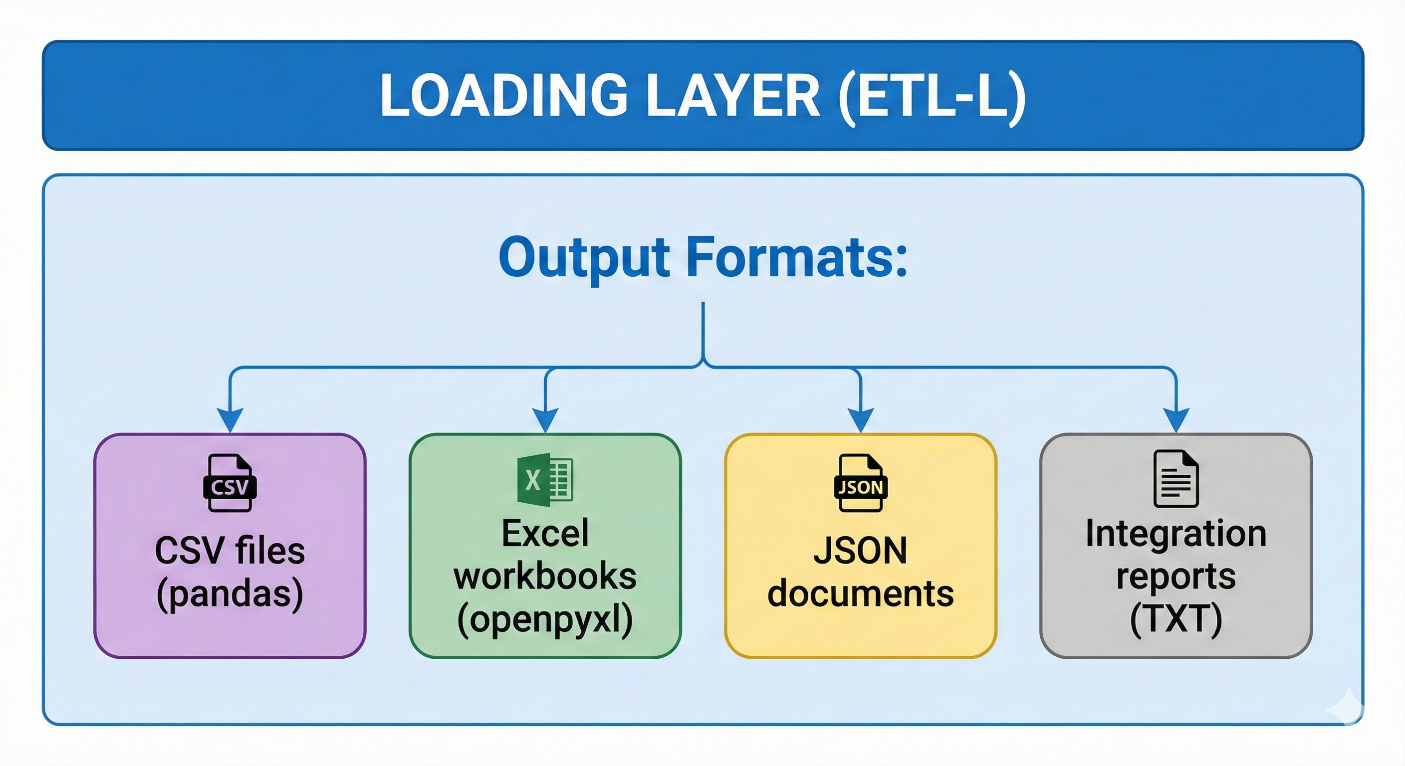 LOADING LAYER (ETL-L)
Output Formats:
CSV
CSV files
(pandas)
X
Excel
workbooks
(openpyxl)
JSON
JSON
documents
Integration
reports
(TXT)